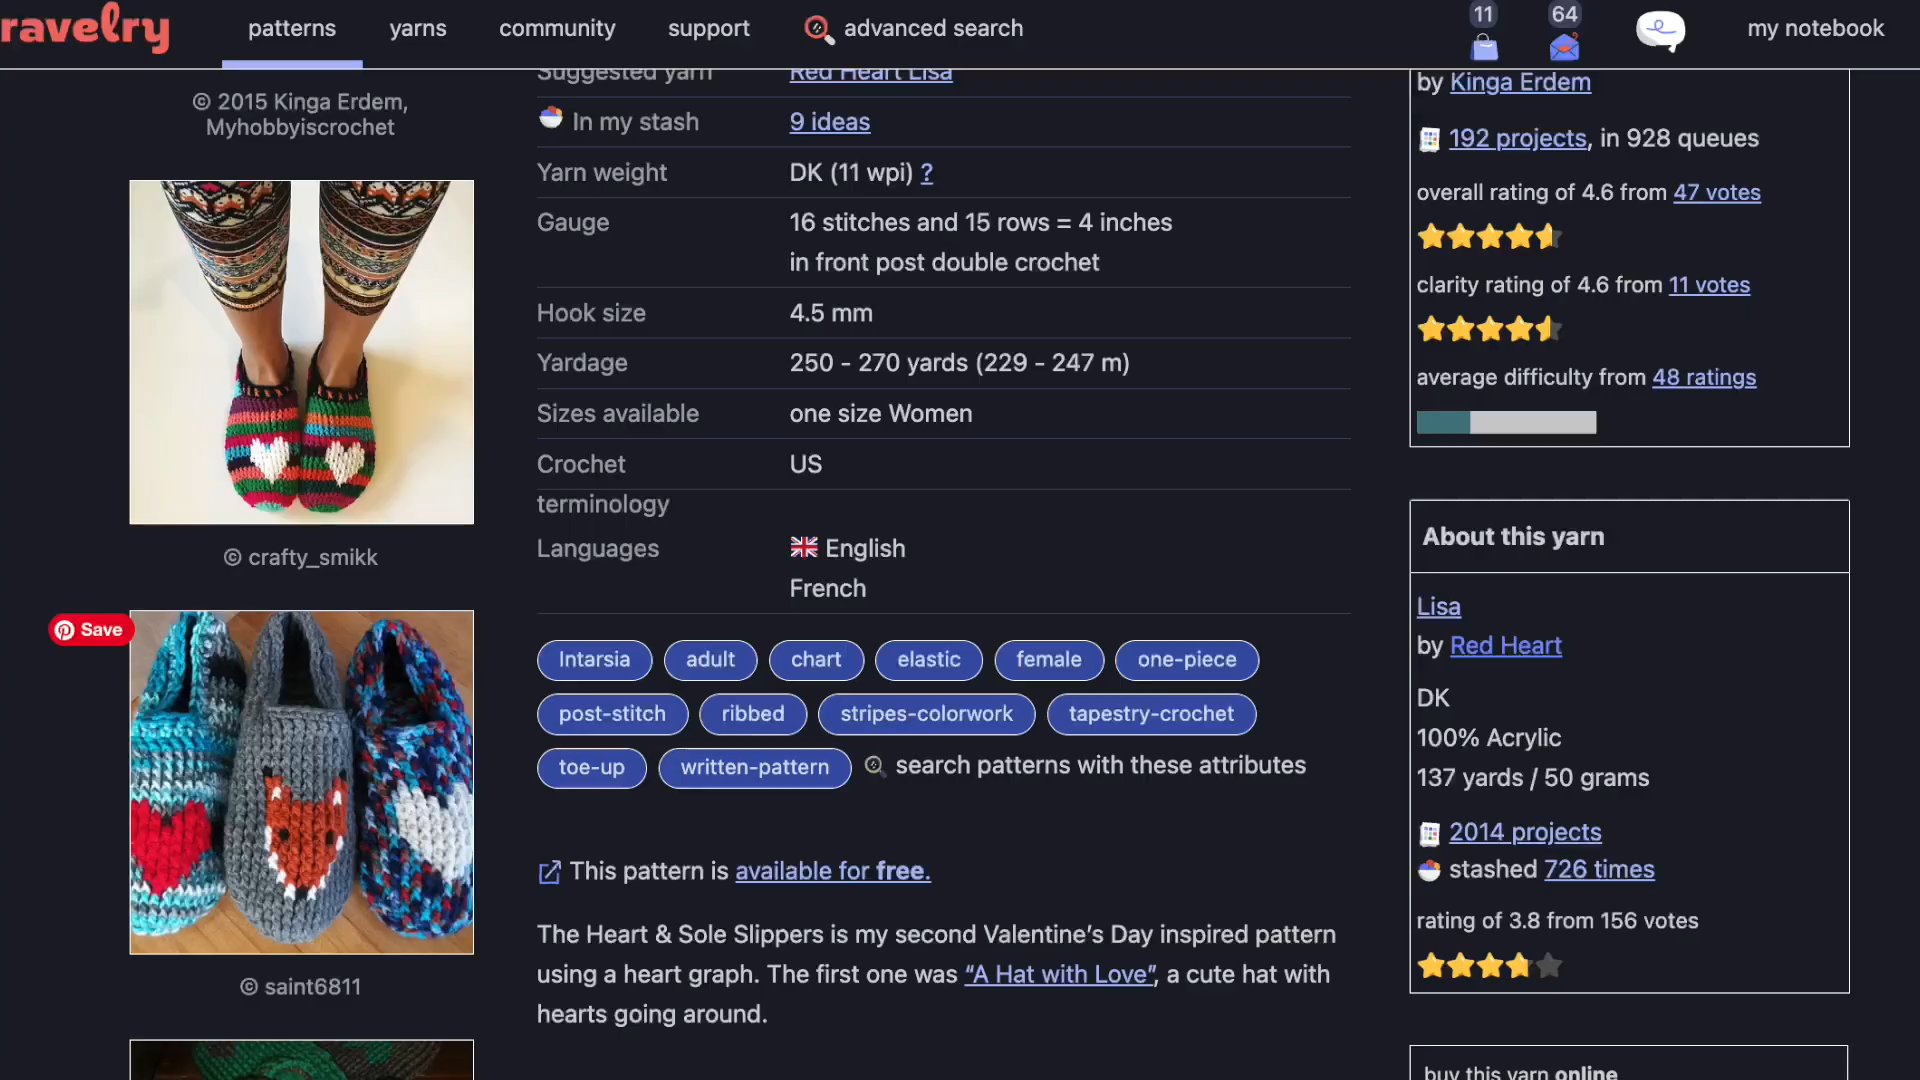 ravelry
patterns
yarns
community
support
advanced search
11
64
my notebook
© 2015 Kinga Erdem,
Myhobbyiscrochet
© crafty_smikk
Save
© saint6811
Suggested yarn Red Heart Lisa
In my stash 9 ideas
Yarn weight DK (11 wpi) ?
Gauge 16 stitches and 15 rows = 4 inches
in front post double crochet
Hook size 4.5 mm
Yardage 250 - 270 yards (229 - 247 m)
Sizes available one size Women
Crochet US
terminology
Languages English
French
Intarsia adult chart elastic female one-piece
post-stitch ribbed stripes-colorwork tapestry-crochet
toe-up written-pattern search patterns with these attributes
This pattern is available for free.
The Heart & Sole Slippers is my second Valentine’s Day inspired pattern
using a heart graph. The first one was “A Hat with Love”, a cute hat with
hearts going around.
by Kinga Erdem
192 projects, in 928 queues
overall rating of 4.6 from 47 votes
clarity rating of 4.6 from 11 votes
average difficulty from 48 ratings
About this yarn
Lisa
by Red Heart
DK
100% Acrylic
137 yards / 50 grams
2014 projects
stashed 726 times
rating of 3.8 from 156 votes
buy this yarn online